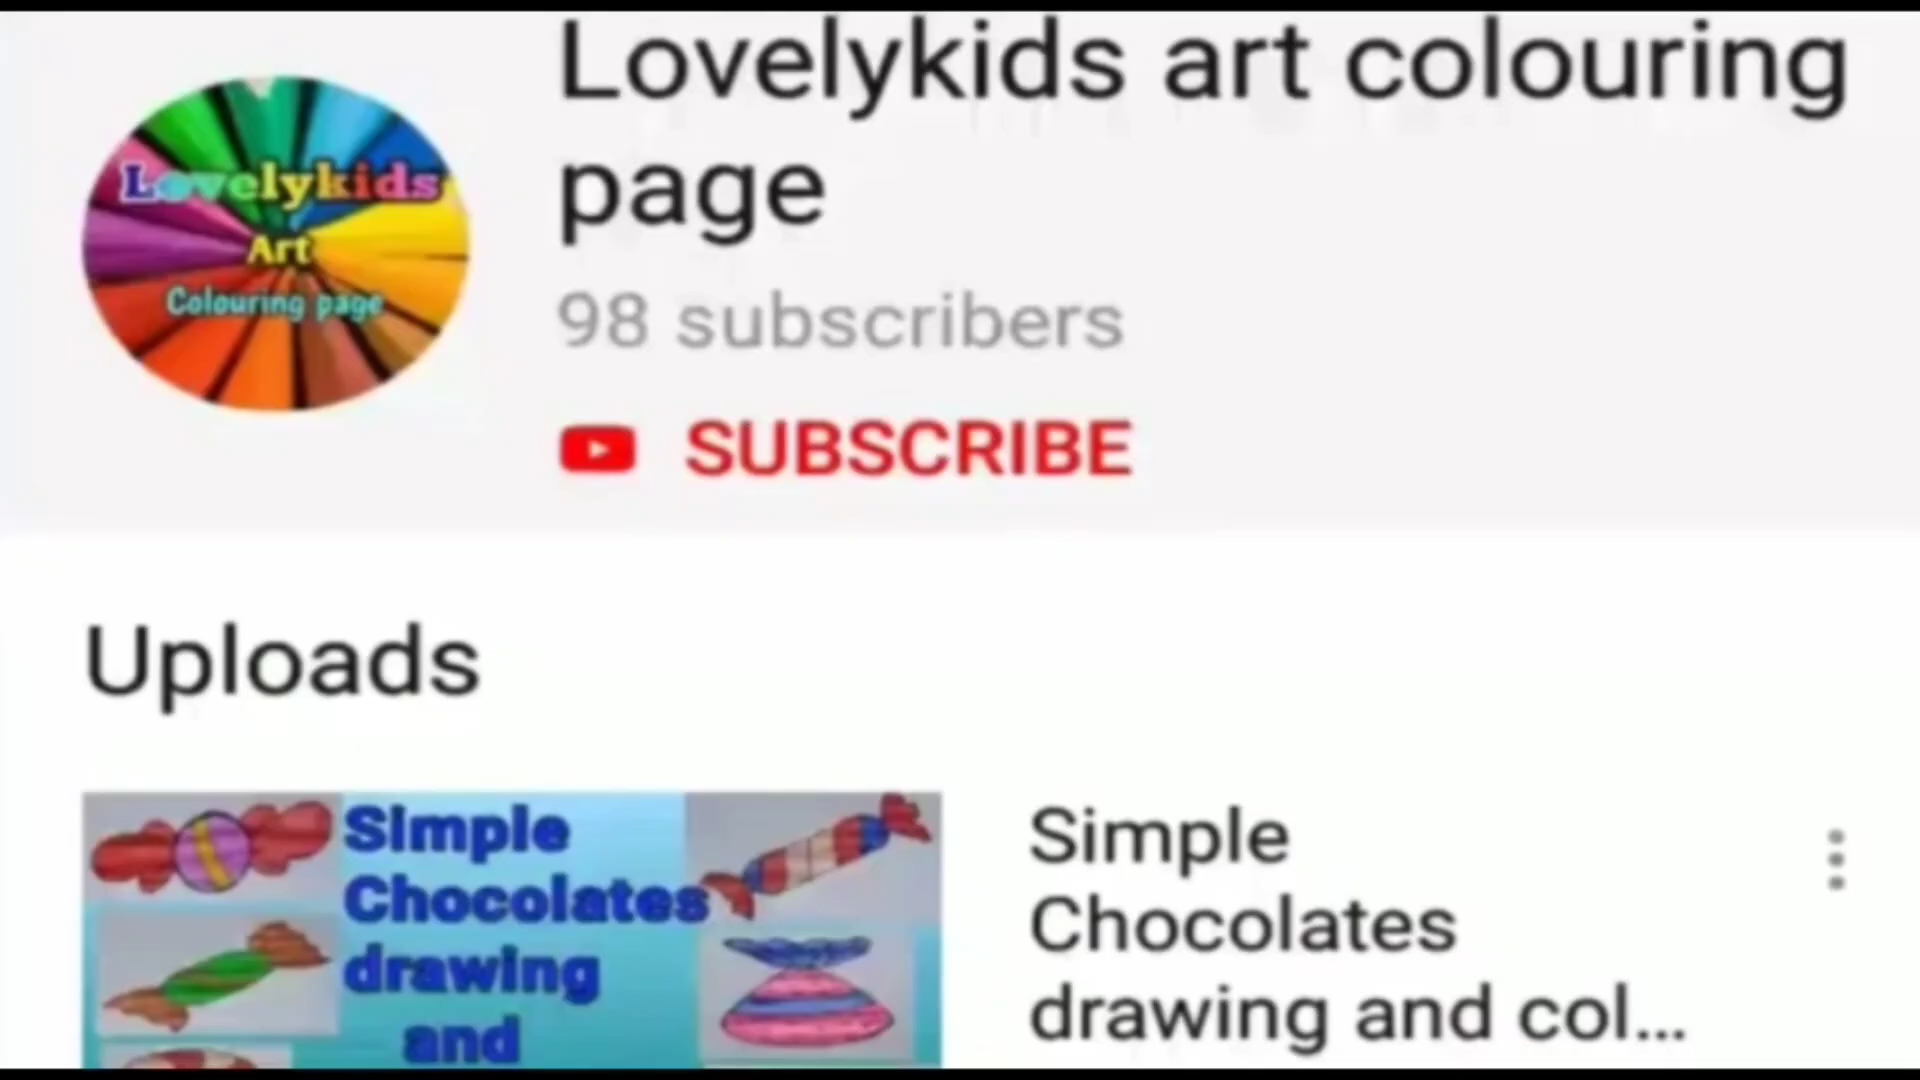 Lovelykids art colouring
page
Lovelykids
Art
Colouring page
98 subscribers
SUBSCRIBE
Uploads
Simple
Chocolates
drawing
and
Simple
Chocolates
drawing and col...